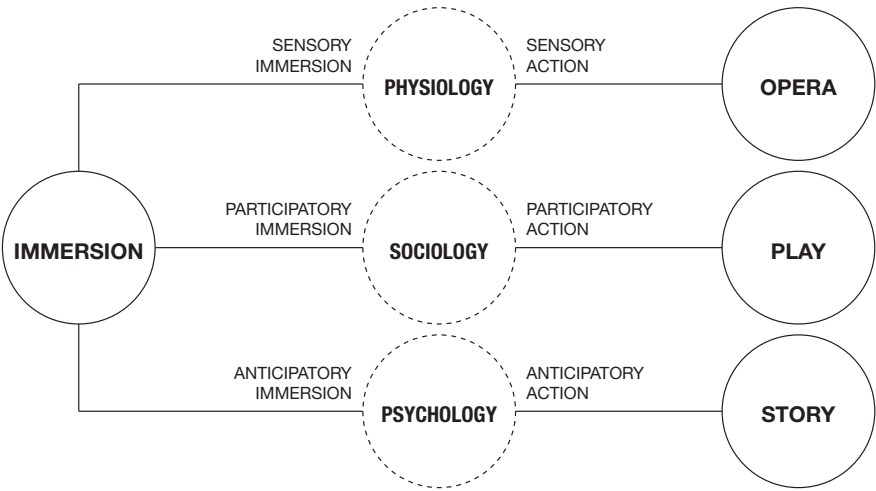 SENSORY
IMMERSION
PHYSIOLOGY
SENSORY
ACTION
OPERA
IMMERSION
PARTICIPATORY
IMMERSION
SOCIOLOGY
PARTICIPATORY
ACTION
PLAY
ANTICIPATORY
IMMERSION
PSYCHOLOGY
ANTICIPATORY
ACTION
STORY